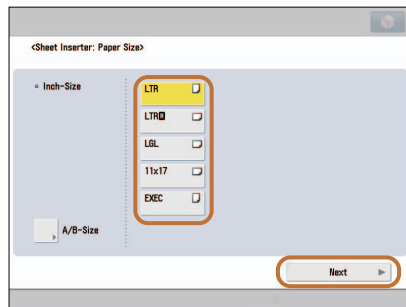 <Sheet Inserter: Paper Size>
Inch-Size
LTR
LTRR
LGL
11x17
EXEC
A/B-Size
Next